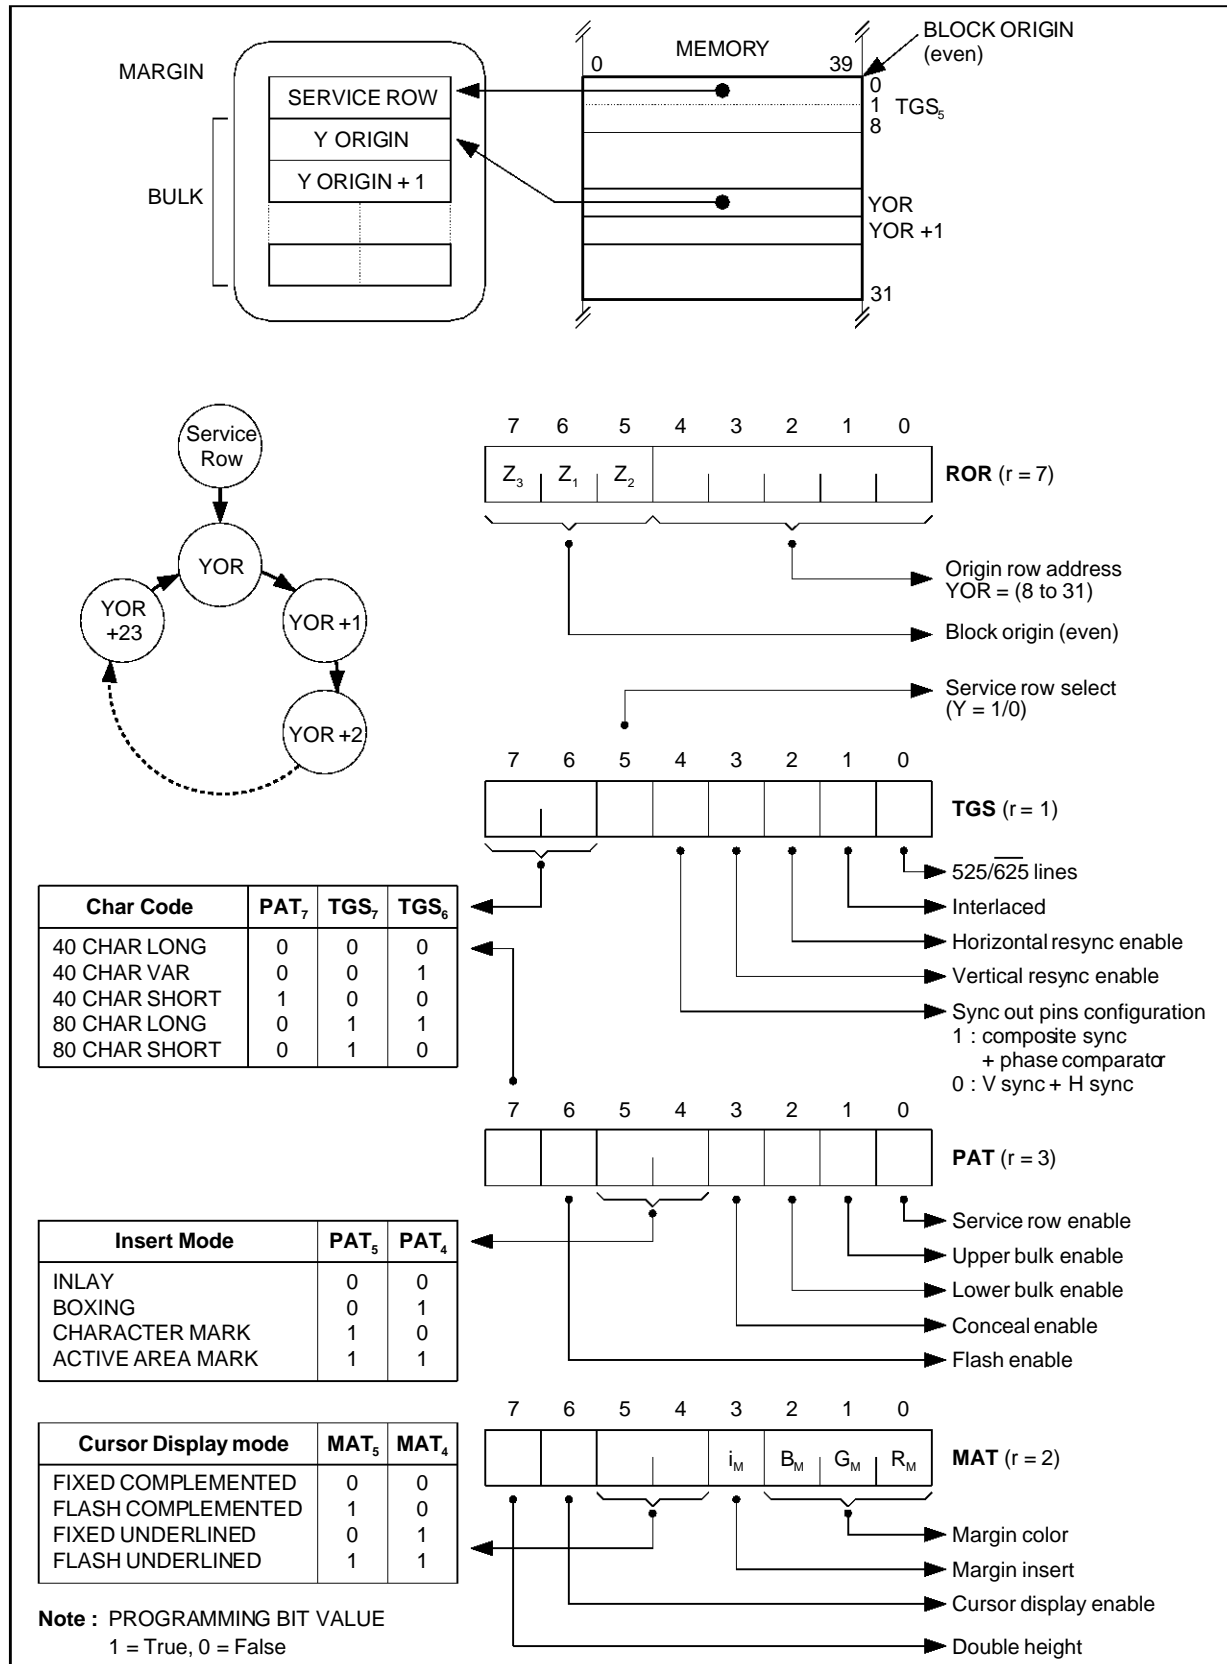 BLOCK ORIGIN
(even)
MEMORY
0 39
MARGIN
SERVICE ROW
Y ORIGIN
Y ORIGIN + 1
BULK
0
1 TGS₅
8
YOR
YOR +1
31
Service
Row
YOR
YOR +1
YOR +2
YOR
+23
7 6 5 4 3 2 1 0
Z₃ Z₁ Z₂
ROR (r = 7)
Origin row address
YOR = (8 to 31)
Block origin (even)
Service row select
(Y = 1/0)
7 6 5 4 3 2 1 0
TGS (r = 1)
525/6̅2̅5̅ lines
Interlaced
Horizontal resync enable
Vertical resync enable
Sync out pins configuration
1 : composite sync
+ phase comparator
0 : V sync + H sync
Char Code PAT₇ TGS₇ TGS₆
40 CHAR LONG 0 0 0
40 CHAR VAR 0 0 1
40 CHAR SHORT 1 0 0
80 CHAR LONG 0 1 1
80 CHAR SHORT 0 1 0
7 6 5 4 3 2 1 0
PAT (r = 3)
Service row enable
Upper bulk enable
Lower bulk enable
Conceal enable
Flash enable
Insert Mode PAT₅ PAT₄
INLAY 0 0
BOXING 0 1
CHARACTER MARK 1 0
ACTIVE AREA MARK 1 1
7 6 5 4 3 2 1 0
i_M B_M G_M R_M
MAT (r = 2)
Margin color
Margin insert
Cursor display enable
Double height
Cursor Display mode MAT₅ MAT₄
FIXED COMPLEMENTED 0 0
FLASH COMPLEMENTED 1 0
FIXED UNDERLINED 0 1
FLASH UNDERLINED 1 1
Note : PROGRAMMING BIT VALUE
1 = True, 0 = False